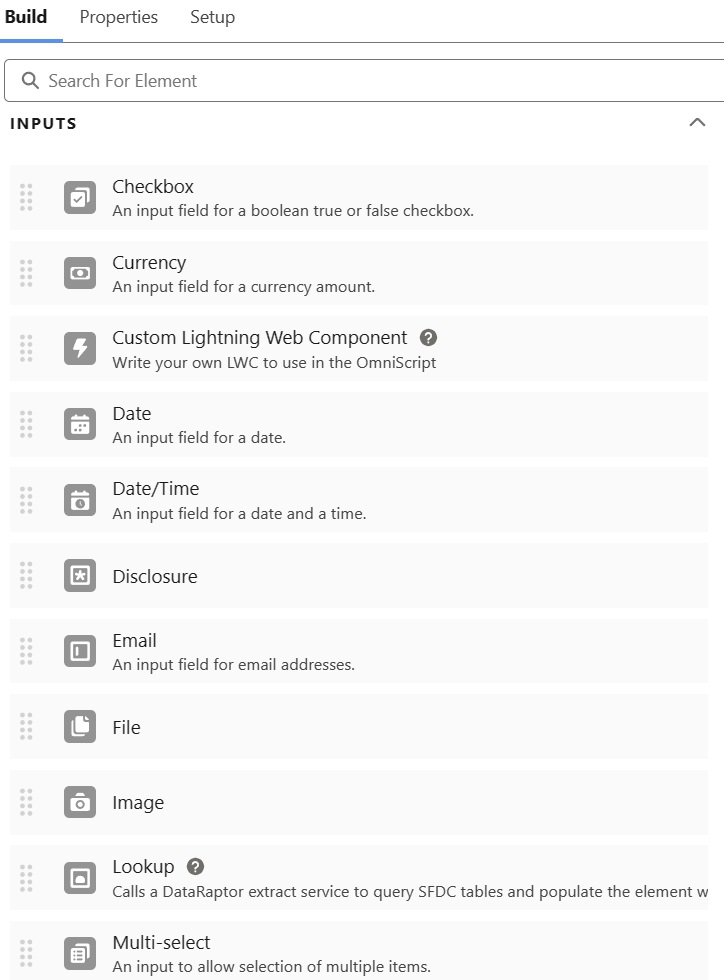 Build Properties Setup
Search For Element
INPUTS
Checkbox
An input field for a boolean true or false checkbox.
Currency
An input field for a currency amount.
Custom Lightning Web Component ?
Write your own LWC to use in the OmniScript
Date
An input field for a date.
Date/Time
An input field for a date and a time.
Disclosure
Email
An input field for email addresses.
File
Image
Lookup ?
Calls a DataRaptor extract service to query SFDC tables and populate the element w
Multi-select
An input to allow selection of multiple items.